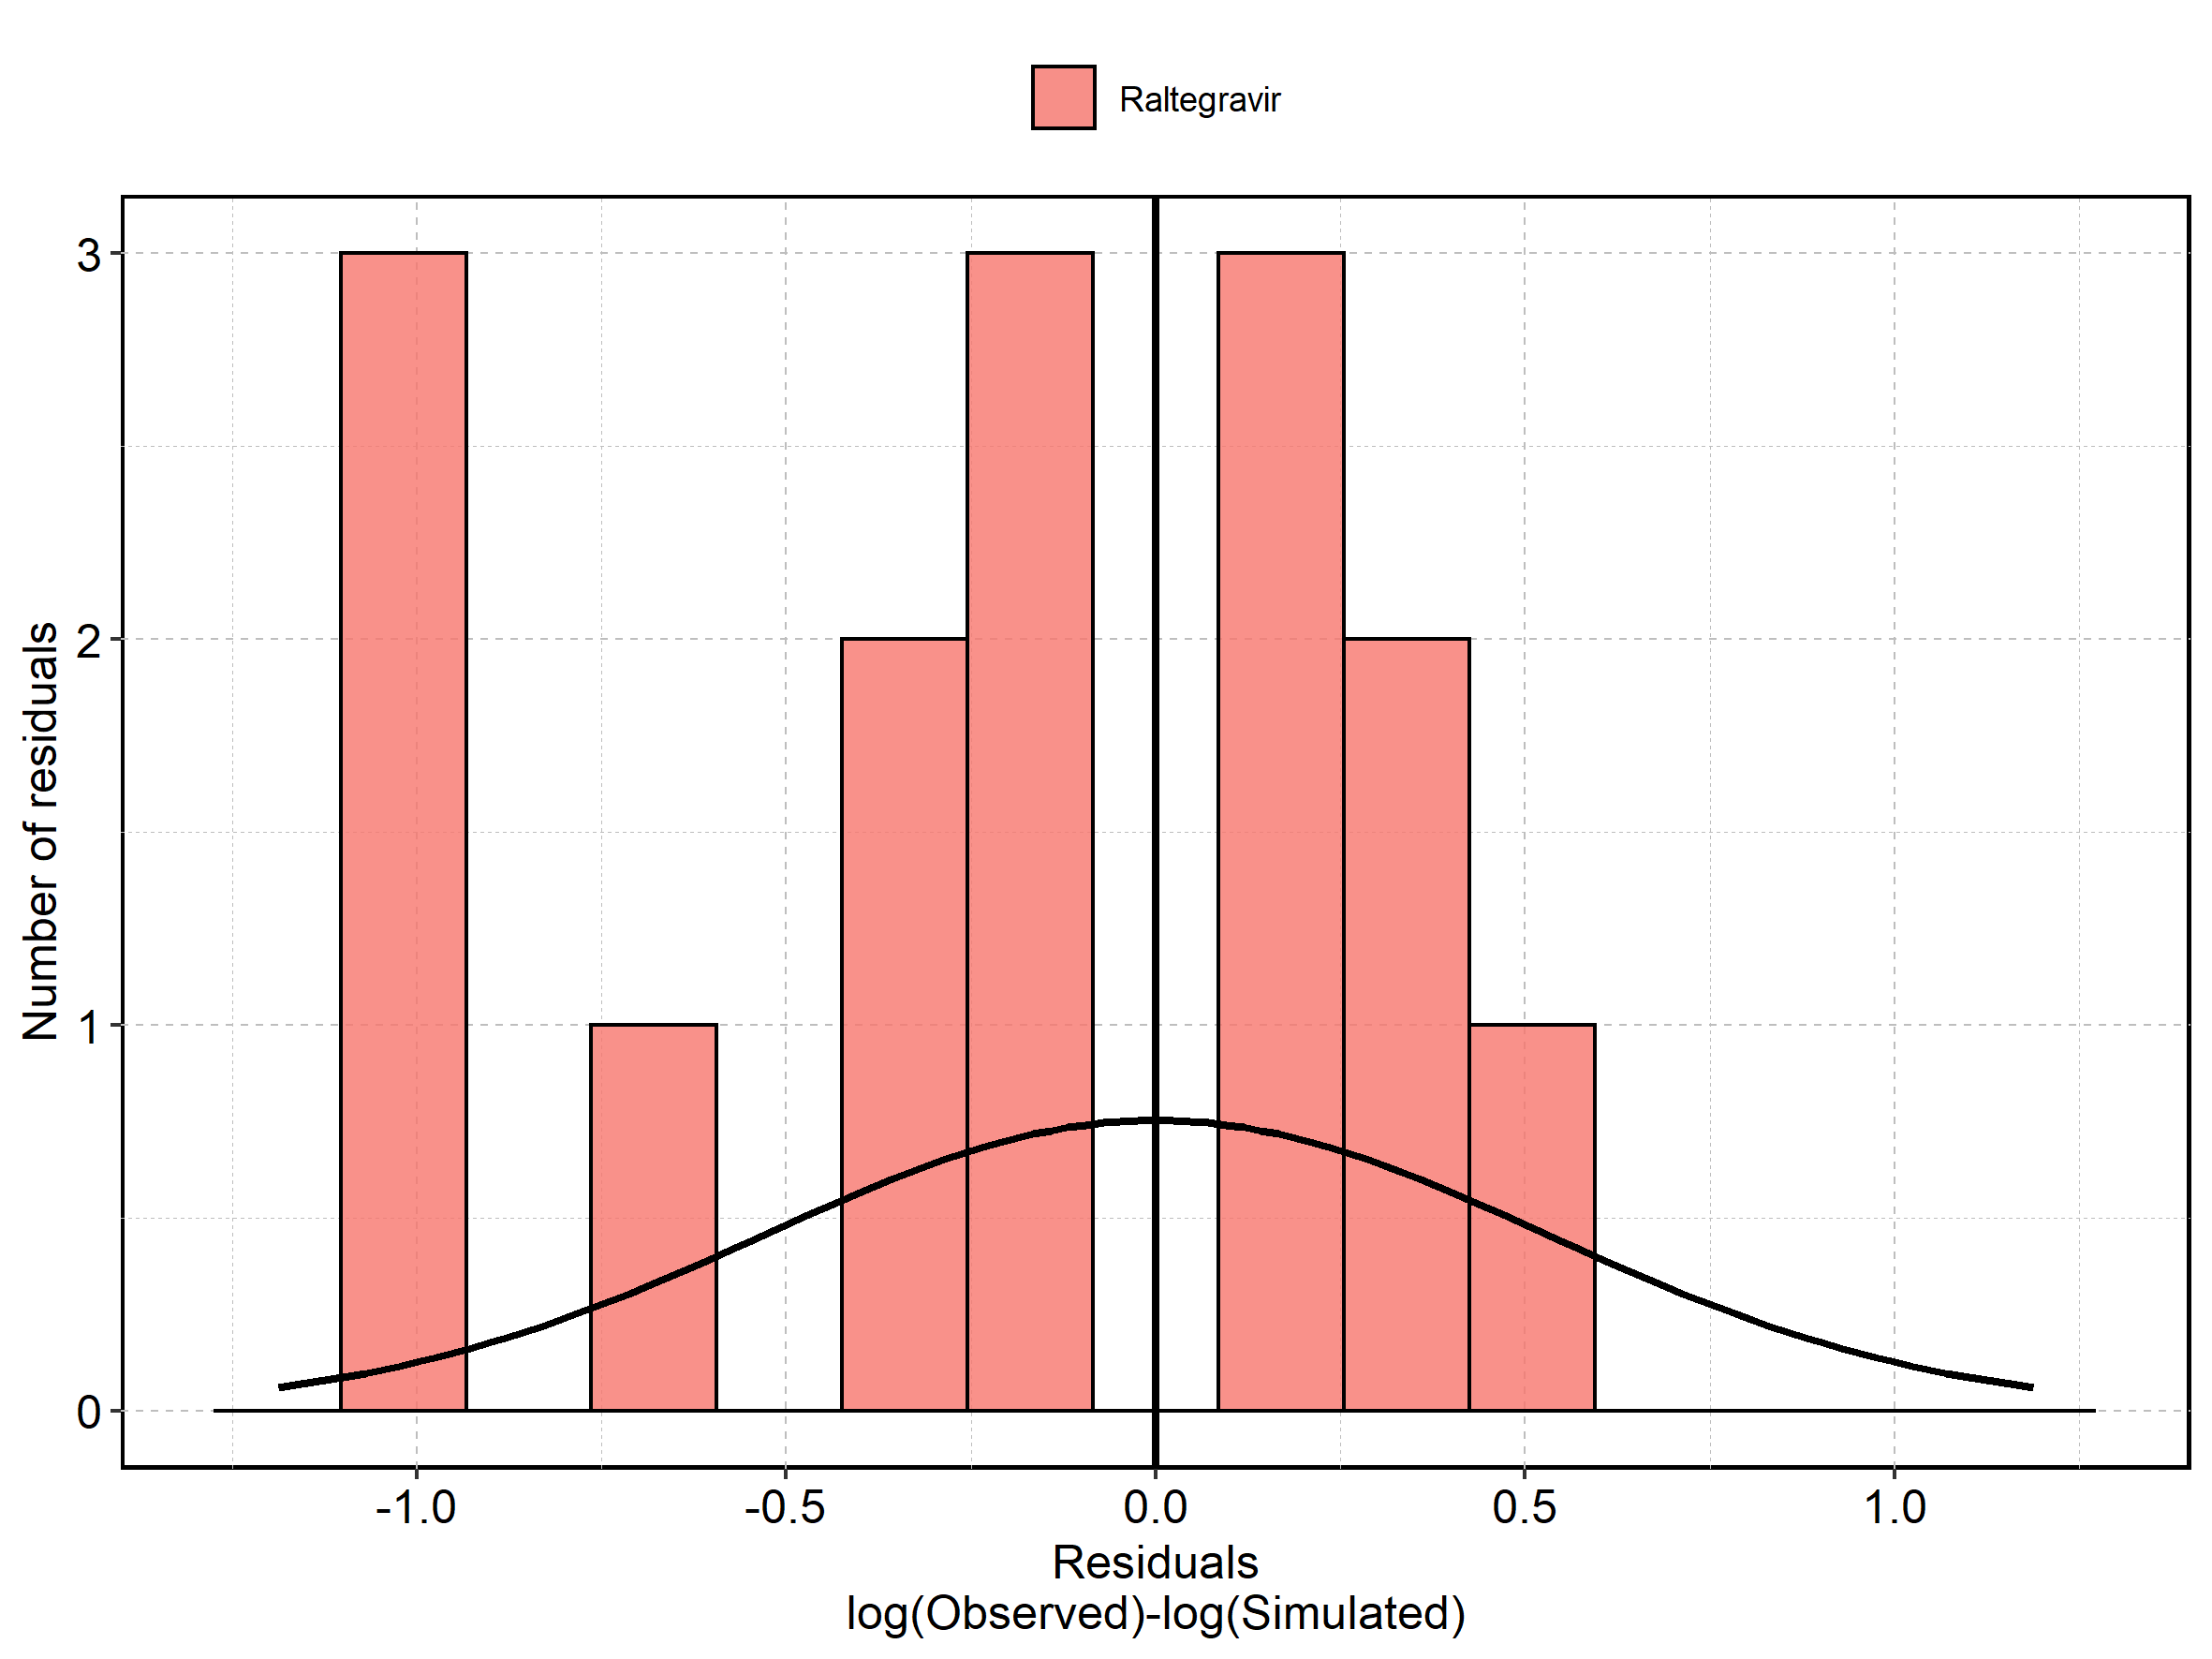 Raltegravir
3
2
1
0
Number of residuals
-1.0 -0.5 0.0 0.5 1.0
Residuals
log(Observed)-log(Simulated)